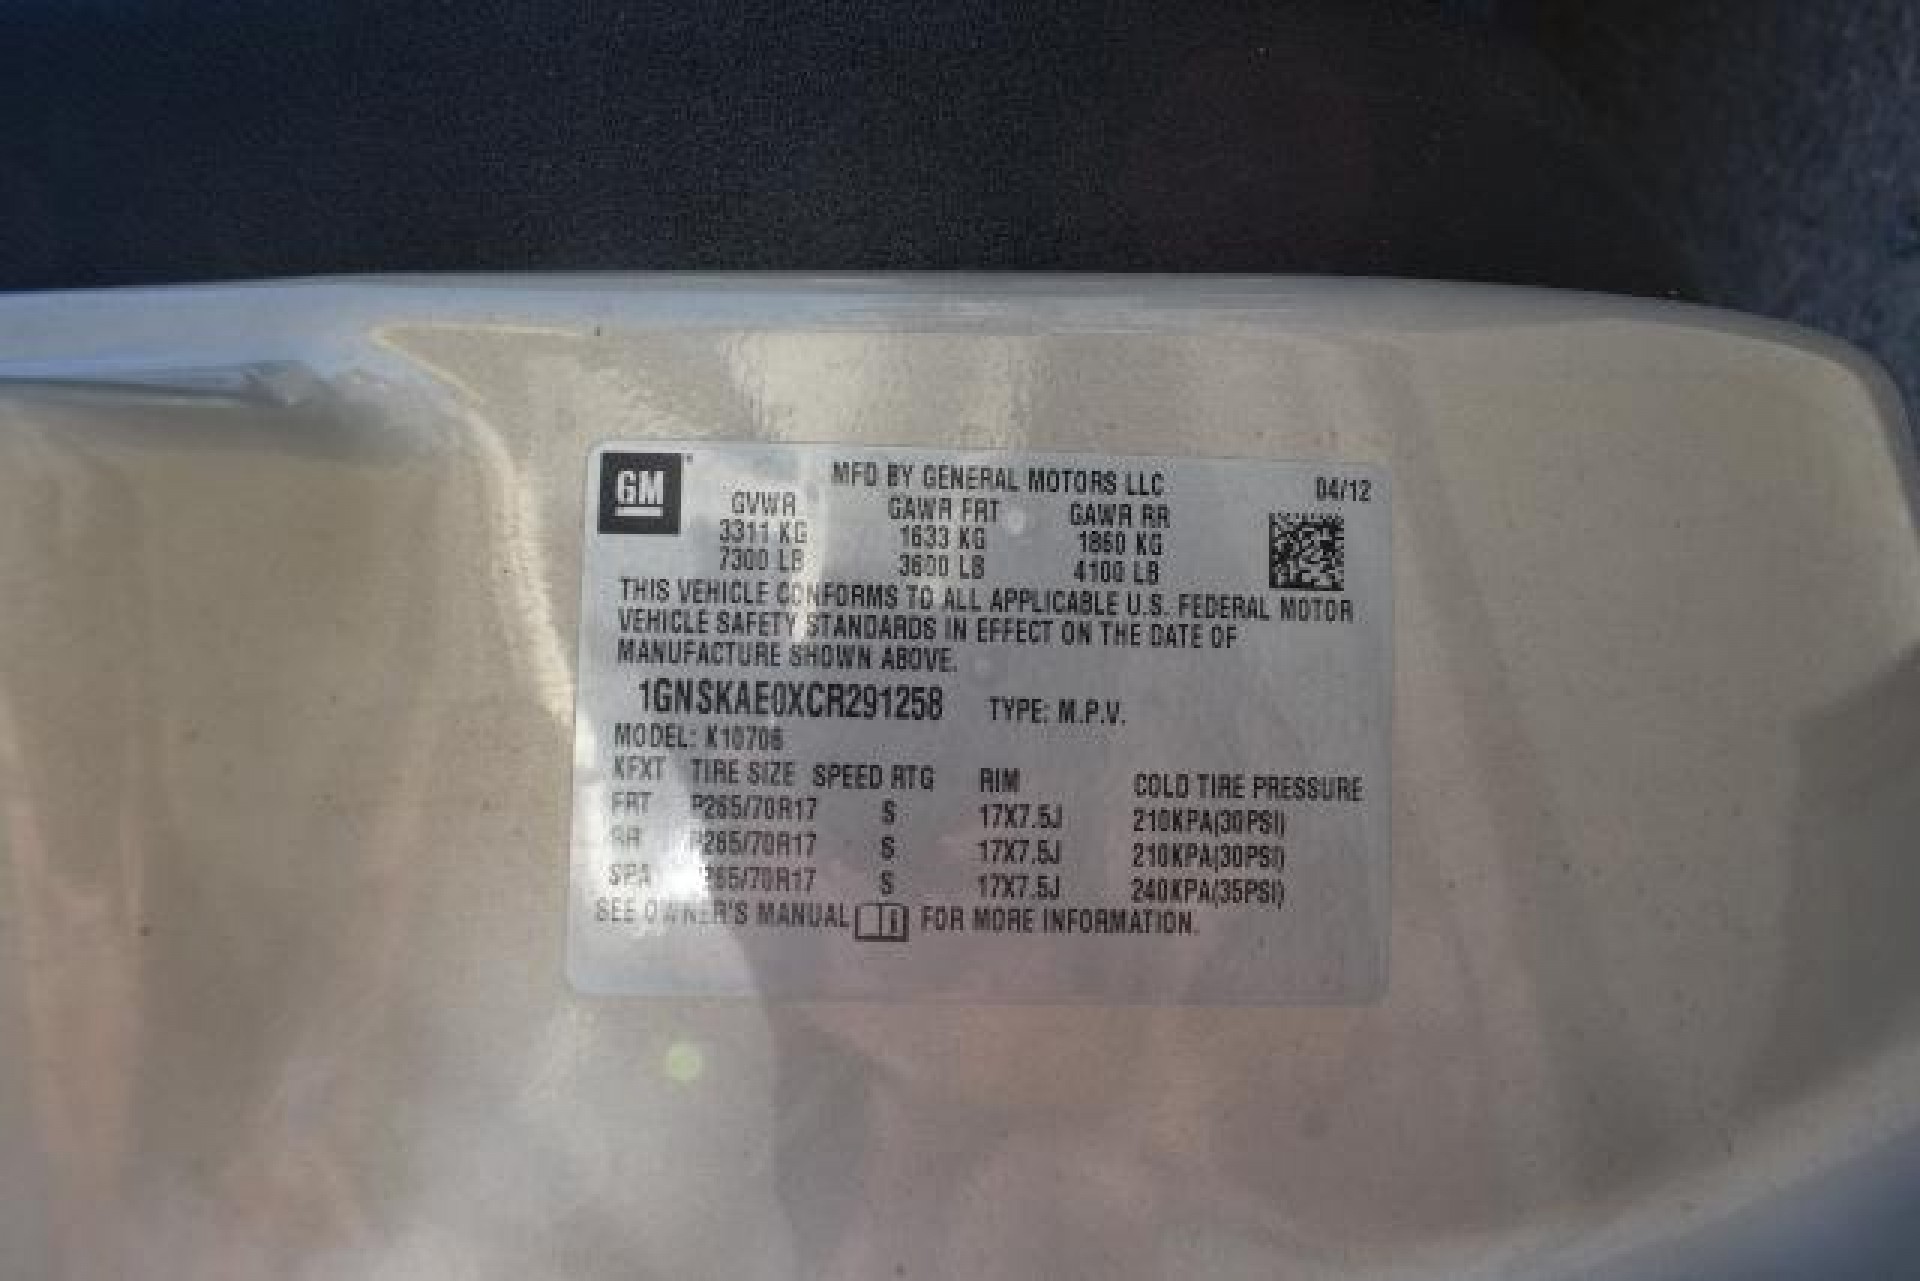 GM
MFD BY GENERAL MOTORS LLC 04/12
GVWR GAWR FRT GAWR RR
3311 KG 1633 KG 1860 KG
7300 LB 3600 LB 4100 LB
THIS VEHICLE CONFORMS TO ALL APPLICABLE U.S. FEDERAL MOTOR
VEHICLE SAFETY STANDARDS IN EFFECT ON THE DATE OF
MANUFACTURE SHOWN ABOVE.
1GNSKAE0XCR291258 TYPE: M.P.V.
MODEL: K10706
KFXT TIRE SIZE SPEED RTG RIM COLD TIRE PRESSURE
FRT P265/70R17 S 17X7.5J 210KPA(30PSI)
RR P265/70R17 S 17X7.5J 210KPA(30PSI)
SPA P265/70R17 S 17X7.5J 240KPA(35PSI)
SEE OWNER'S MANUAL i FOR MORE INFORMATION.